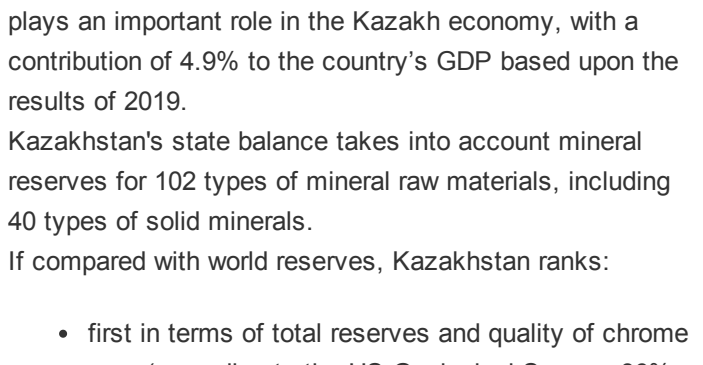 plays an important role in the Kazakh economy, with a
contribution of 4.9% to the country’s GDP based upon the
results of 2019.
Kazakhstan's state balance takes into account mineral
reserves for 102 types of mineral raw materials, including
40 types of solid minerals.
If compared with world reserves, Kazakhstan ranks:
• first in terms of total reserves and quality of chrome